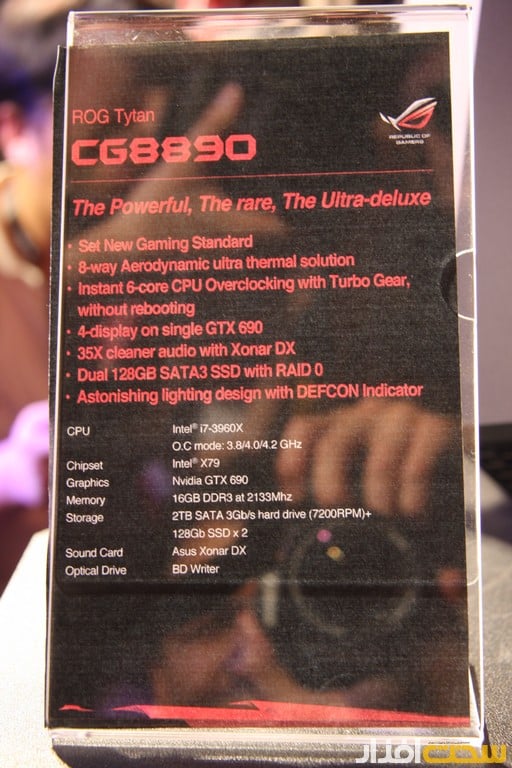 ROG Tytan
CG8890
REPUBLIC OF
GAMERS
The Powerful, The rare, The Ultra-deluxe
• Set New Gaming Standard
• 8-way Aerodynamic ultra thermal solution
• Instant 6-core CPU Overclocking with Turbo Gear,
without rebooting
• 4-display on single GTX 690
• 35X cleaner audio with Xonar DX
• Dual 128GB SATA3 SSD with RAID 0
• Astonishing lighting design with DEFCON Indicator
CPU Intel® i7-3960X
O.C mode: 3.8/4.0/4.2 GHz
Chipset Intel® X79
Graphics Nvidia GTX 690
Memory 16GB DDR3 at 2133Mhz
Storage 2TB SATA 3Gb/s hard drive (7200RPM)+
128Gb SSD x 2
Sound Card Asus Xonar DX
Optical Drive BD Writer
سخت افزار